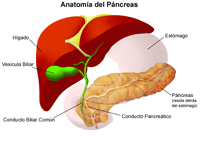 Anatomía del Páncreas
Hígado
Estómago
Vesícula Biliar
Páncreas
(reside detrás
del estómago)
Conducto Biliar Común
Conducto Pancreático